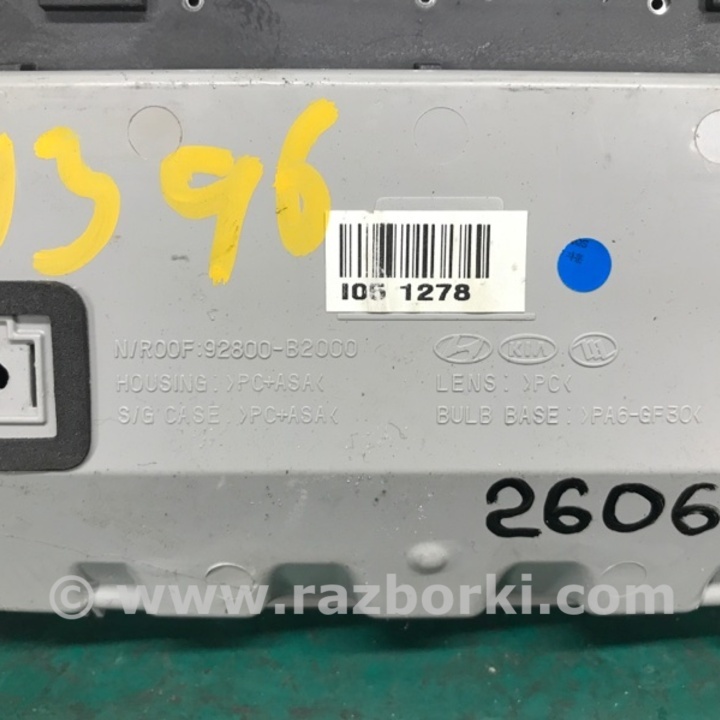 396
I05 1278
N/ROOF:92800-B2000
KIA
HOUSING: >PC+ASA<
LENS: >PC<
S/G CASE: >PC+ASA<
BULB BASE: >PA6-GF30<
2606
© www.razborki.com